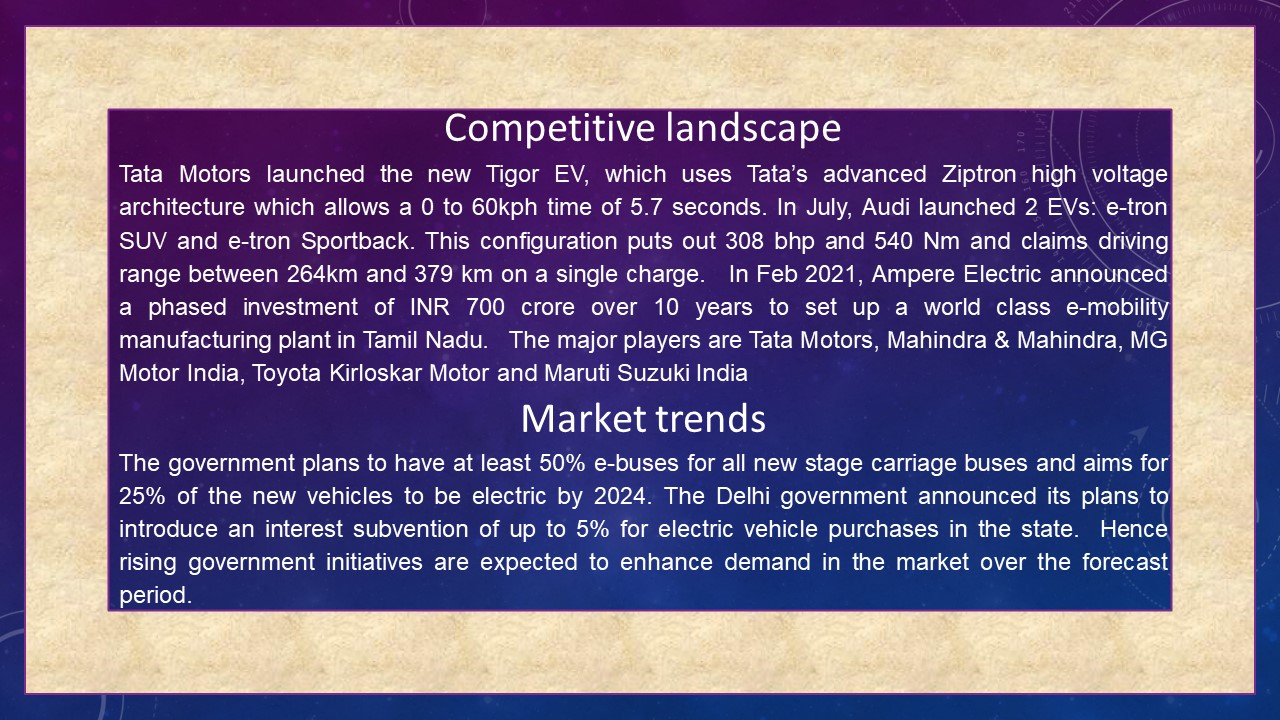 Competitive landscape
Tata Motors launched the new Tigor EV, which uses Tata’s advanced Ziptron high voltage
architecture which allows a 0 to 60kph time of 5.7 seconds. In July, Audi launched 2 EVs: e-tron
SUV and e-tron Sportback. This configuration puts out 308 bhp and 540 Nm and claims driving
range between 264km and 379 km on a single charge. In Feb 2021, Ampere Electric announced
a phased investment of INR 700 crore over 10 years to set up a world class e-mobility
manufacturing plant in Tamil Nadu. The major players are Tata Motors, Mahindra & Mahindra, MG
Motor India, Toyota Kirloskar Motor and Maruti Suzuki India
Market trends
The government plans to have at least 50% e-buses for all new stage carriage buses and aims for
25% of the new vehicles to be electric by 2024. The Delhi government announced its plans to
introduce an interest subvention of up to 5% for electric vehicle purchases in the state. Hence
rising government initiatives are expected to enhance demand in the market over the forecast
period.